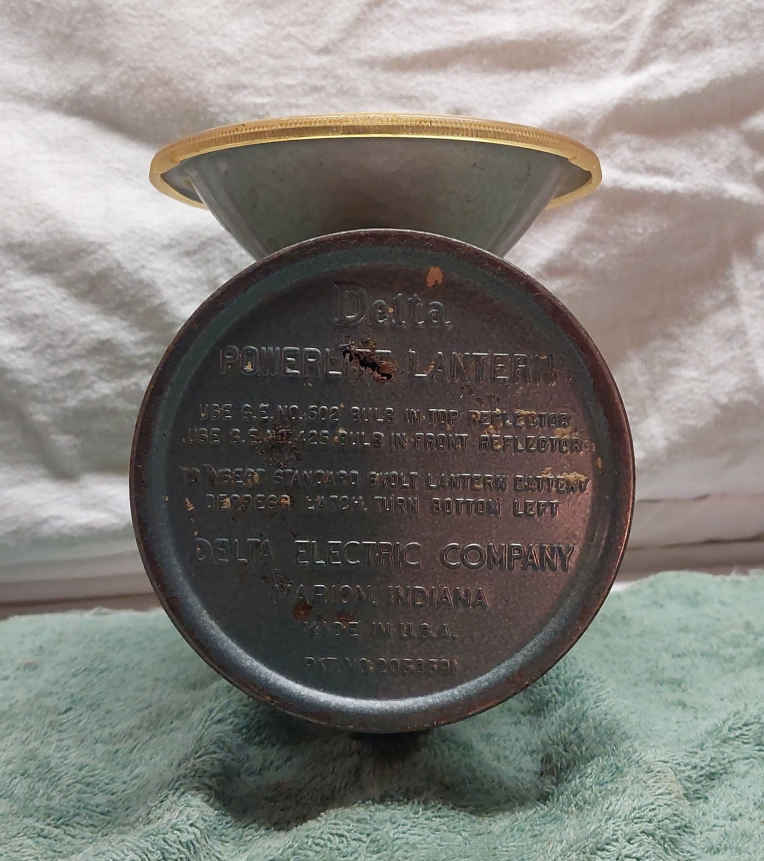 Delta
POWERLITE LANTERN
USE G.E. NO. 502 BULB IN TOP REFLECTOR
USE G.E. 425 BULB IN FRONT REFLECTOR
TO INSERT STANDARD 6 VOLT LANTERN BATTERY
DEPRESS LATCH, TURN BOTTOM LEFT
DELTA ELECTRIC COMPANY
MARION, INDIANA
MADE IN U.S.A.
PAT. NO.